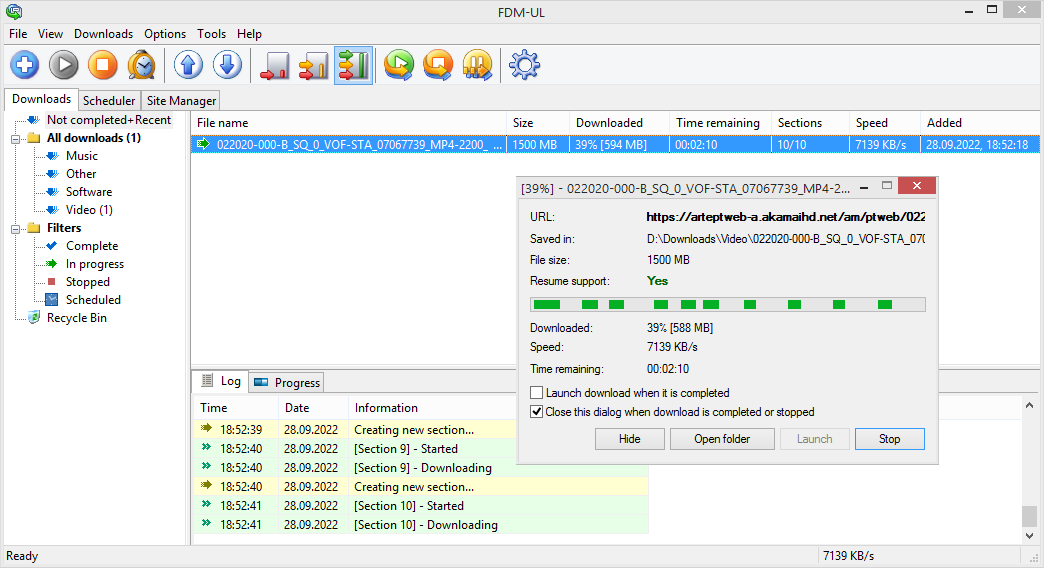 FDM-UL
File View Downloads Options Tools Help
Downloads Scheduler Site Manager
Not completed+Recent
All downloads (1)
Music
Other
Software
Video (1)
Filters
Complete
In progress
Stopped
Scheduled
Recycle Bin
File name Size Downloaded Time remaining Sections Speed Added
022020-000-B_SQ_0_VOF-STA_07067739_MP4-2200_ ... 1500 MB 39% [594 MB] 00:02:10 10/10 7139 KB/s 28.09.2022, 18:52:18
[39%] - 022020-000-B_SQ_0_VOF-STA_07067739_MP4-2...
URL: https://arteptweb-a.akamaihd.net/am/ptweb/022
Saved in: D:\Downloads\Video\022020-000-B_SQ_0_VOF-STA_070
File size: 1500 MB
Resume support: Yes
Downloaded: 39% [588 MB]
Speed: 7139 KB/s
Time remaining: 00:02:10
Launch download when it is completed
Close this dialog when download is completed or stopped
Hide Open folder Launch Stop
Log Progress
Time Date Information
18:52:39 28.09.2022 Creating new section...
18:52:40 28.09.2022 [Section 9] - Started
18:52:40 28.09.2022 [Section 9] - Downloading
18:52:40 28.09.2022 Creating new section...
18:52:41 28.09.2022 [Section 10] - Started
18:52:41 28.09.2022 [Section 10] - Downloading
Ready 7139 KB/s